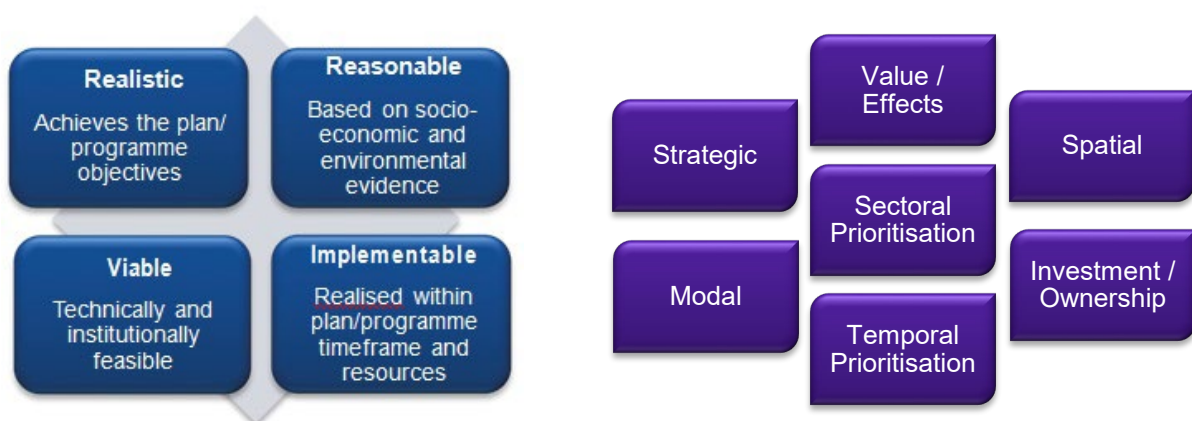 Realistic
Achieves the plan/
programme
objectives
Reasonable
Based on socio-
economic and
environmental
evidence
Viable
Technically and
institutionally
feasible
Implementable
Realised within
plan/programme
timeframe and
resources
Strategic
Modal
Value /
Effects
Sectoral
Prioritisation
Temporal
Prioritisation
Spatial
Investment /
Ownership